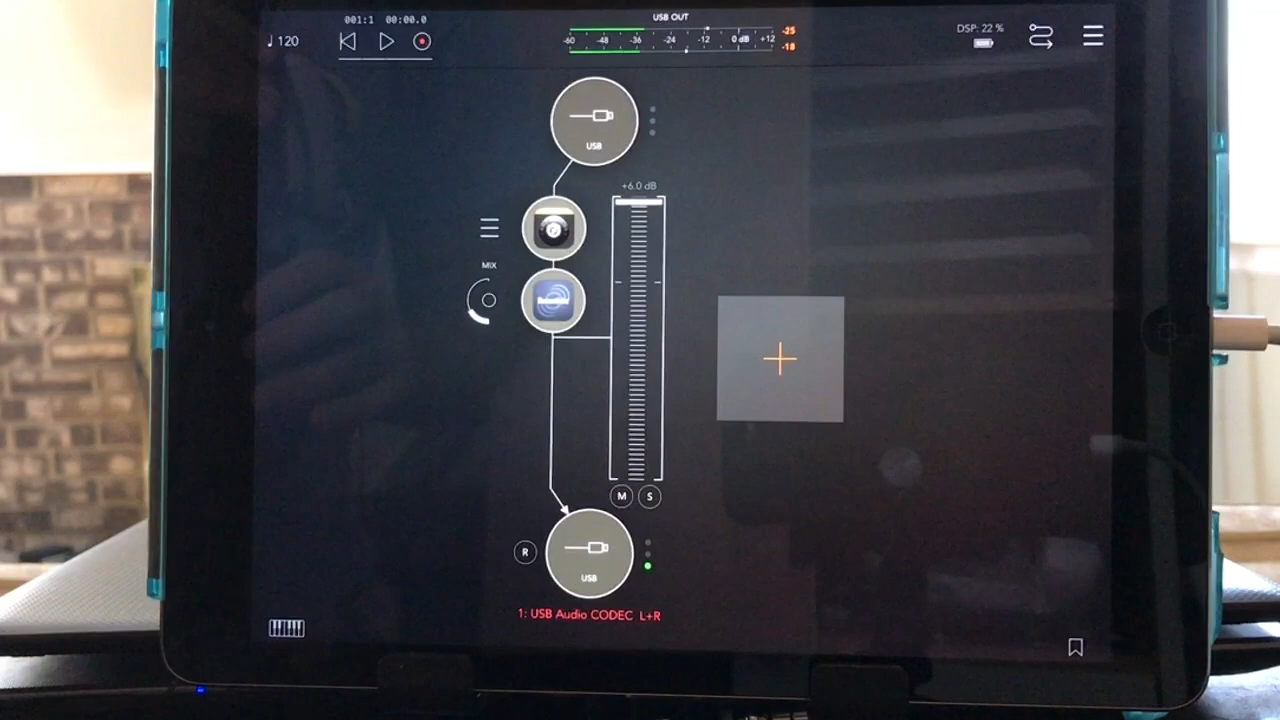 USB OUT
001:1 00:00.0
120
-60 -48 -36 -24 -12 0 dB +12
-25
-18
DSP: 22 %
USB
+6.0 dB
MIX
M S
R
USB
1: USB Audio CODEC L+R